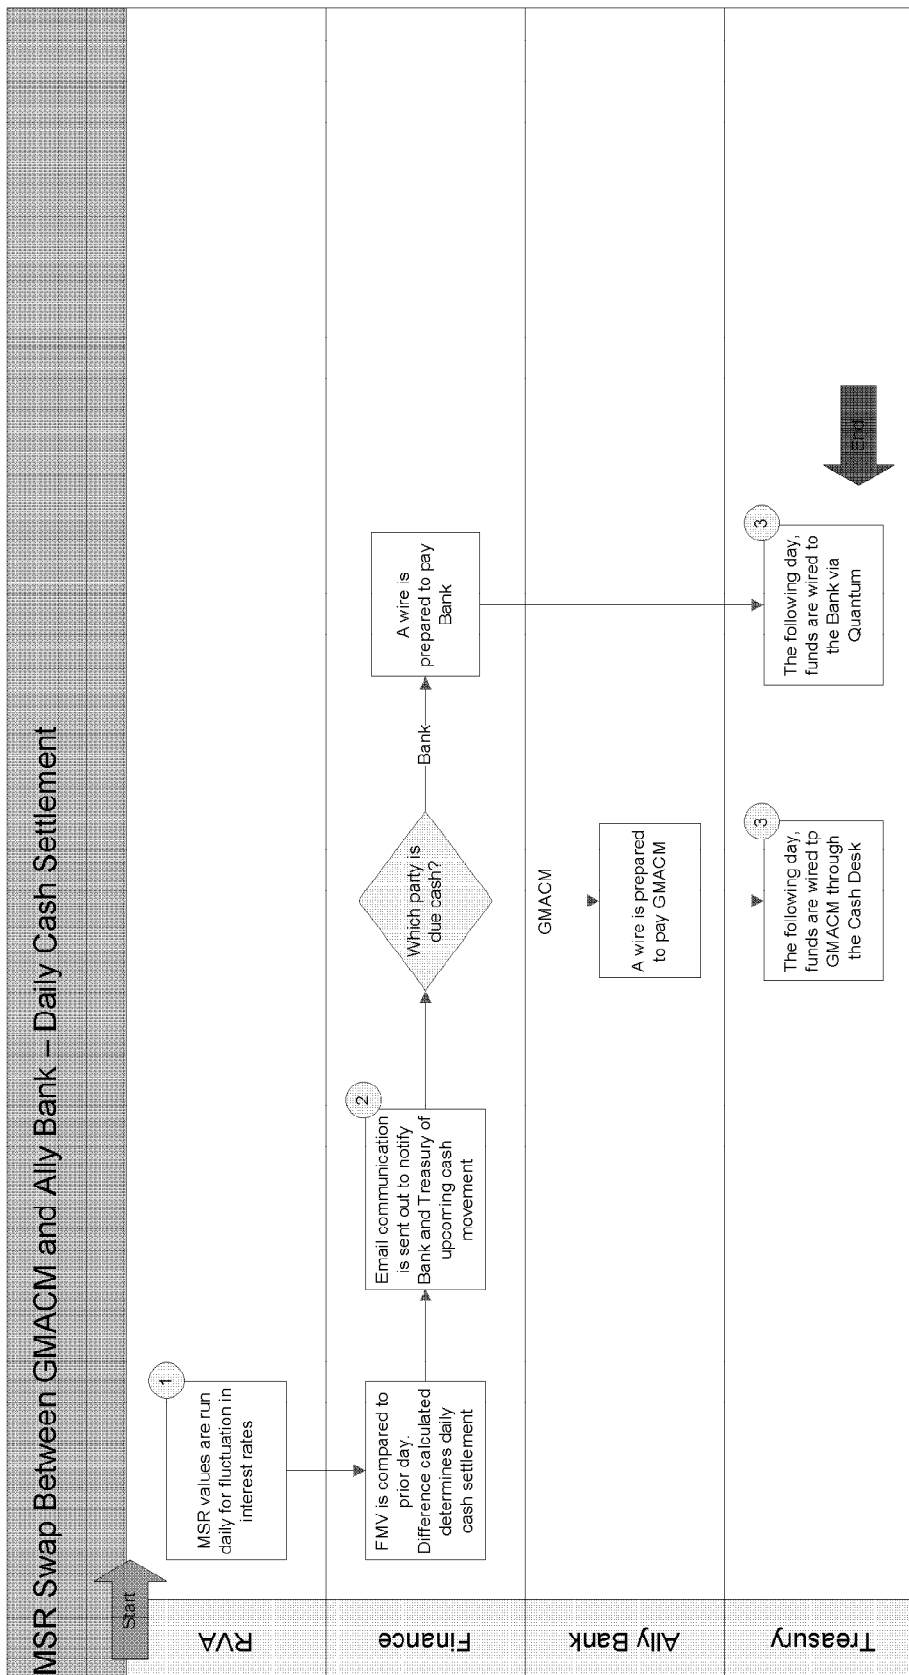 MSR Swap Between GMACM and Ally Bank – Daily Cash Settlement
Start
RVA
1
MSR values are run
daily for fluctuation in
interest rates
Finance
FMV is compared to
prior day.
Difference calculated
determines daily
cash settlement
2
Email communication
is sent out to notify
Bank and Treasury of
upcoming cash
movement
Which party is
due cash?
Bank
A wire is
prepared to pay
Bank
GMACM
Ally Bank
A wire is prepared
to pay GMACM
Treasury
3
The following day,
funds are wired to
GMACM through
the Cash Desk
3
The following day,
funds are wired to
the Bank via
Quantum
End